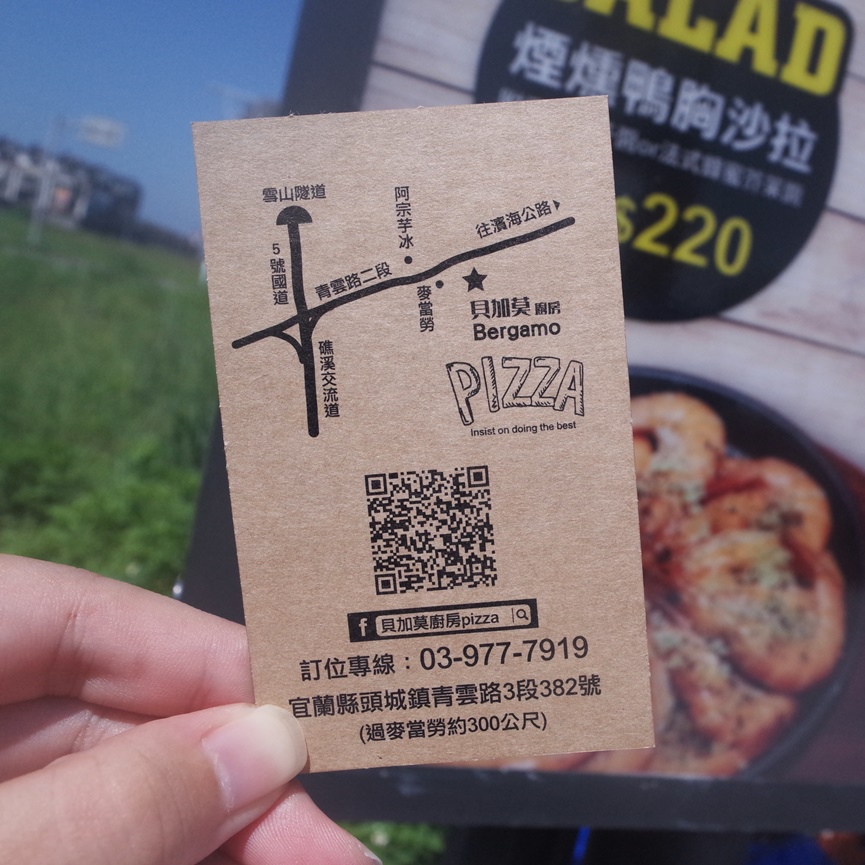 SALAD
煙燻鴨胸沙拉
$220
雪山隧道
5號國道
阿宗芋冰
往濱海公路
青雲路二段
麥當勞
礁溪交流道
貝加莫廚房
Bergamo
PIZZA
Insist on doing the best
f 貝加莫廚房pizza
訂位專線：03-977-7919
宜蘭縣頭城鎮青雲路3段382號
(過麥當勞約300公尺)